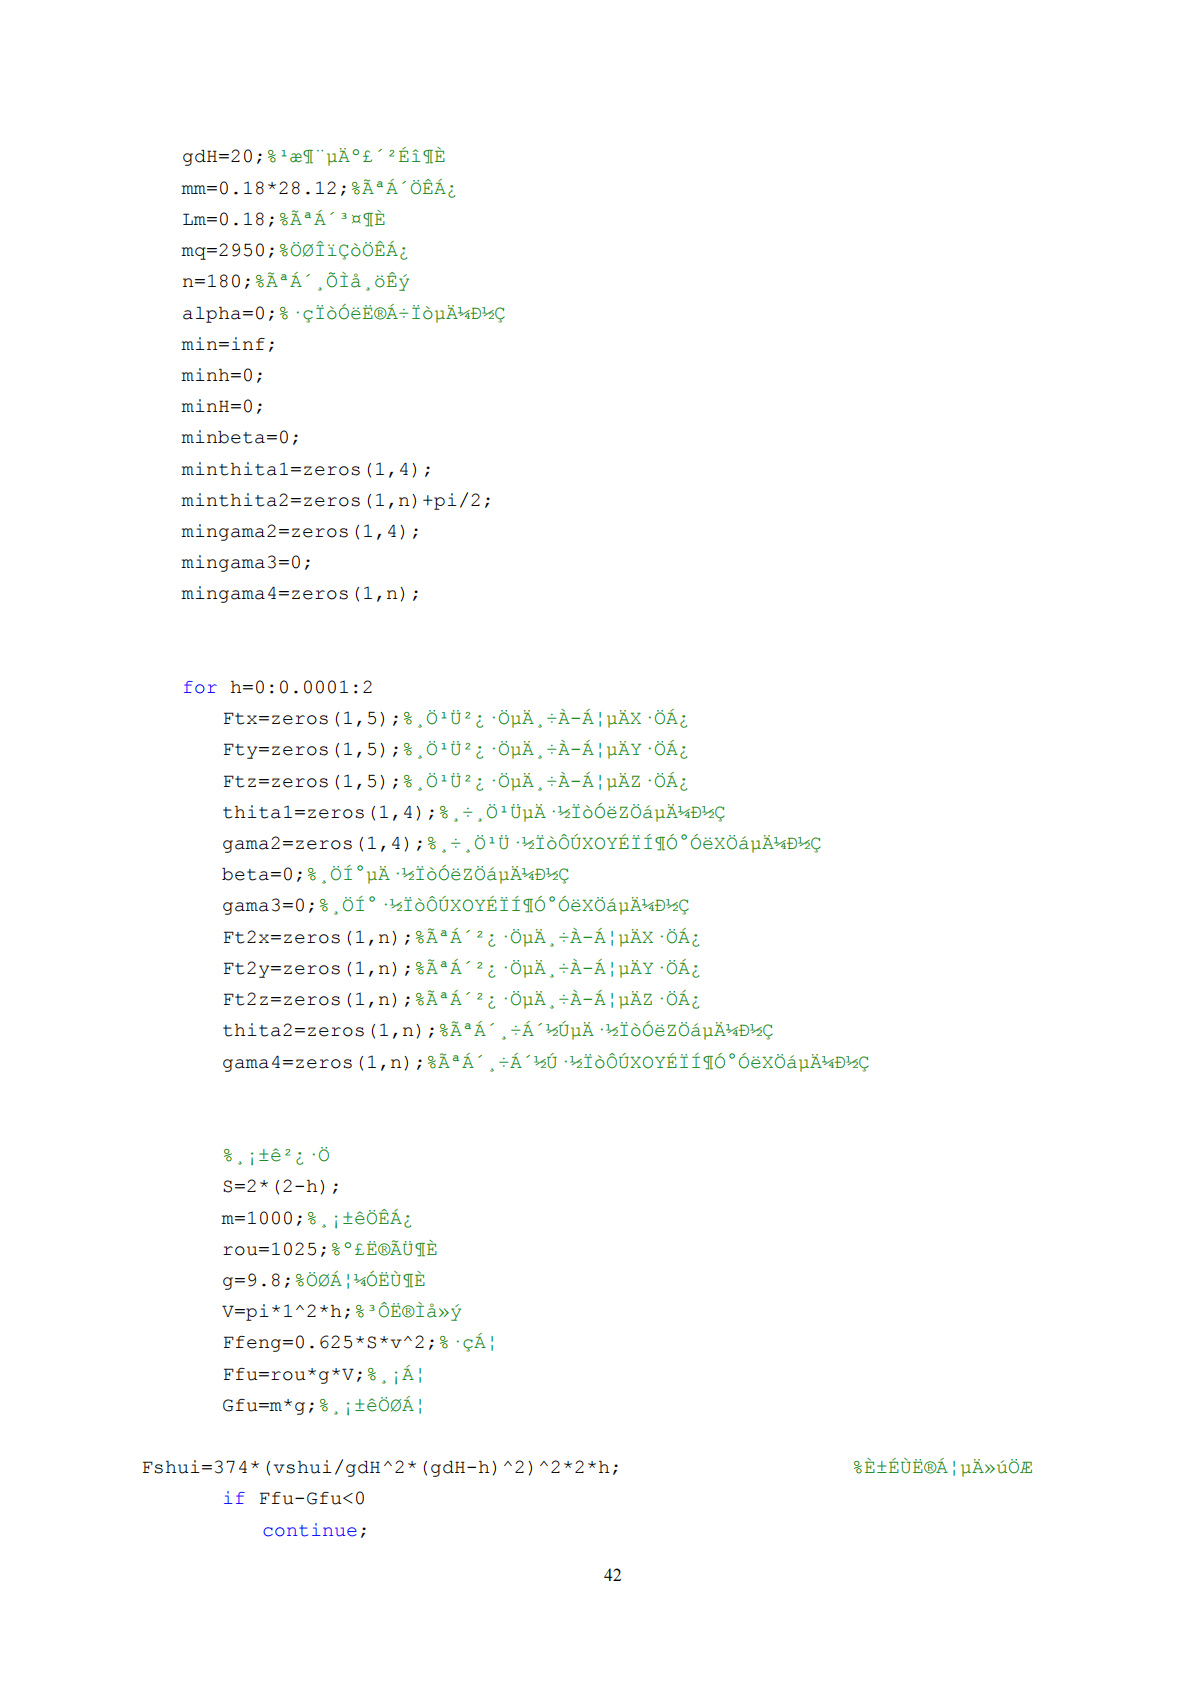 gdH=20;%¹æ¶¨µÄº£´²Éî¶È
mm=0.18*28.12;%ÃªÁ´ÖÊÁ¿
Lm=0.18;%ÃªÁ´³¤¶È
mq=2950;%ÖØÎïÇòÖÊÁ¿
n=180;%ÃªÁ´¸ÕÌå¸öÊý
alpha=0;%·çÏòÓëË®Á÷ÏòµÄ¼Ð½Ç
min=inf;
minh=0;
minH=0;
minbeta=0;
minthita1=zeros(1,4);
minthita2=zeros(1,n)+pi/2;
mingama2=zeros(1,4);
mingama3=0;
mingama4=zeros(1,n);
for h=0:0.0001:2
Ftx=zeros(1,5);%¸Ö¹Ü²¿·ÖµÄ¸÷À-Á¦µÄX·ÖÁ¿
Fty=zeros(1,5);%¸Ö¹Ü²¿·ÖµÄ¸÷À-Á¦µÄY·ÖÁ¿
Ftz=zeros(1,5);%¸Ö¹Ü²¿·ÖµÄ¸÷À-Á¦µÄZ·ÖÁ¿
thita1=zeros(1,4);%¸÷¸Ö¹ÜµÄ·½ÏòÓëZÖáµÄ¼Ð½Ç
gama2=zeros(1,4);%¸÷¸Ö¹Ü·½ÏòÔÚXOYÉÏÍ¶Ó°ÓëXÖáµÄ¼Ð½Ç
beta=0;%¸ÖÍ°µÄ·½ÏòÓëZÖáµÄ¼Ð½Ç
gama3=0;%¸ÖÍ°·½ÏòÔÚXOYÉÏÍ¶Ó°ÓëXÖáµÄ¼Ð½Ç
Ft2x=zeros(1,n);%ÃªÁ´²¿·ÖµÄ¸÷À-Á¦µÄX·ÖÁ¿
Ft2y=zeros(1,n);%ÃªÁ´²¿·ÖµÄ¸÷À-Á¦µÄY·ÖÁ¿
Ft2z=zeros(1,n);%ÃªÁ´²¿·ÖµÄ¸÷À-Á¦µÄZ·ÖÁ¿
thita2=zeros(1,n);%ÃªÁ´¸÷Á´½ÚµÄ·½ÏòÓëZÖáµÄ¼Ð½Ç
gama4=zeros(1,n);%ÃªÁ´¸÷Á´½Ú·½ÏòÔÚXOYÉÏÍ¶Ó°ÓëXÖáµÄ¼Ð½Ç
%¸¡±ê²¿·Ö
S=2*(2-h);
m=1000;%¸¡±êÖÊÁ¿
rou=1025;%º£Ë®ÃÜ¶È
g=9.8;%ÖØÁ¦¼ÓËÙ¶È
V=pi*1^2*h;%³ÔË®Ìå»ý
Ffeng=0.625*S*v^2;%·çÁ¦
Ffu=rou*g*V;%¸¡Á¦
Gfu=m*g;%¸¡±êÖØÁ¦
Fshui=374*(vshui/gdH^2*(gdH-h)^2)^2*2*h; %È±ÉÙË®Á¦µÄ»úÖÆ
if Ffu-Gfu<0
continue;
42